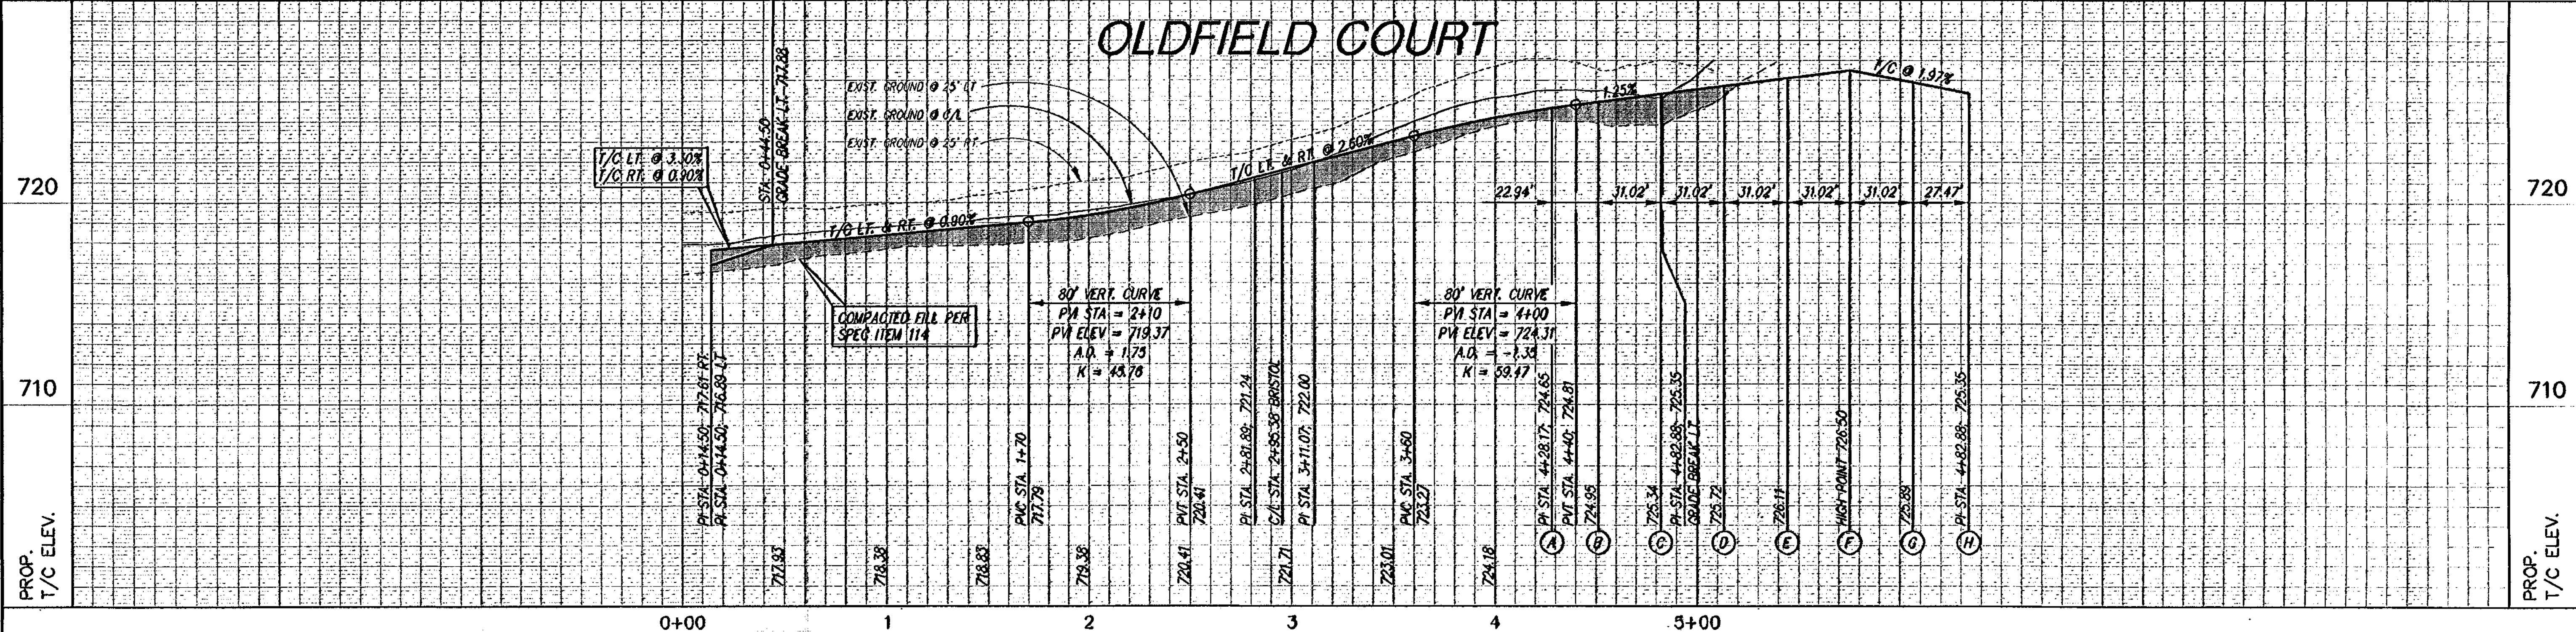 OLDFIELD COURT
EXIST. GROUND @ 25' LT
EXIST. GROUND @ C/L
EXIST. GROUND @ 25' RT
STA. 0+44.50
GRADE BREAK LT. 717.88
T/C LT. @ 3.30%
T/C RT. @ 0.90%
T/C LT. & RT. @ 0.90%
T/C LT. & RT. @ 2.60%
1.25%
T/C @ 1.97%
720
720
22.94'
31.02'
31.02'
31.02'
31.02'
31.02'
27.47'
COMPACTED FILL PER
SPEC ITEM 114
80' VERT. CURVE
PVI STA = 2+10
PVI ELEV = 719.37
A.D. = 1.75
K = 45.76
80' VERT. CURVE
PVI STA = 4+00
PVI ELEV = 724.31
A.D. = -1.35
K = 59.47
710
710
PI STA. 0+14.50; 717.61 RT.
PI STA. 0+14.50; 716.89 LT
PVC STA. 1+70
717.79
PVT STA. 2+50
720.41
PI STA. 2+81.89; 721.24
C/L STA. 2+95.38 BRISTOL
PI STA. 3+11.07; 722.00
PVC STA. 3+60
723.27
PI STA. 4+28.17; 724.65
PVT STA. 4+40; 724.81
724.95
725.34
PI STA. 4+82.88; 725.35
GRADE BREAK LT.
725.72
726.11
HIGH POINT 726.50
725.89
PI STA. 4+82.88; 725.35
A
B
C
D
E
F
G
H
PROP.
T/C ELEV.
717.93
718.38
718.83
719.38
720.41
721.71
723.01
724.18
PROP.
T/C ELEV.
0+00
1
2
3
4
5+00